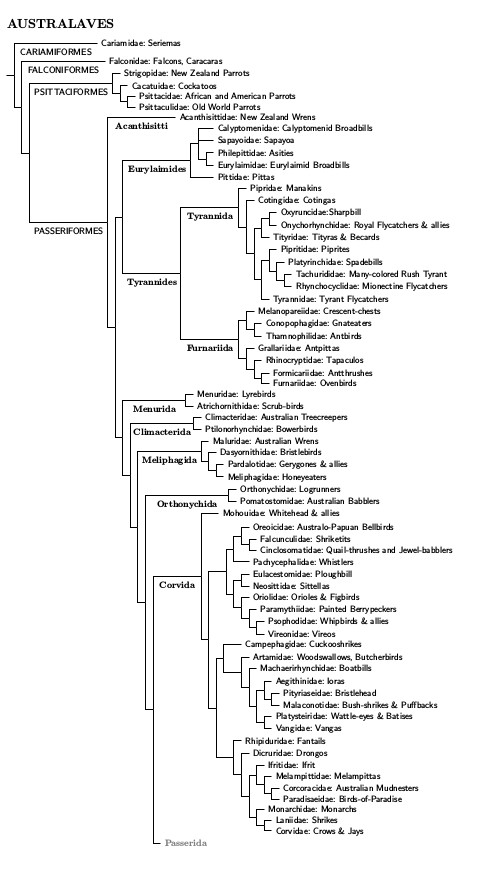 AUSTRALAVES
Cariamidae: Seriemas
CARIAMIFORMES
Falconidae: Falcons, Caracaras
FALCONIFORMES
Strigopidae: New Zealand Parrots
Cacatuidae: Cockatoos
PSITTACIFORMES
Psittacidae: African and American Parrots
Psittaculidae: Old World Parrots
Acanthisittidae: New Zealand Wrens
Acanthisitti
Calyptomenidae: Calyptomenid Broadbills
Sapayoidae: Sapayoa
Philepittidae: Asities
Eurylaimidae: Eurylaimid Broadbills
Eurylaimides
Pittidae: Pittas
Pipridae: Manakins
Cotingidae: Cotingas
Oxyruncidae:Sharpbill
Tyrannida
Onychorhynchidae: Royal Flycatchers & allies
PASSERIFORMES
Tityridae: Tityras & Becards
Pipritidae: Piprites
Platyrinchidae: Spadebills
Tachurididae: Many-colored Rush Tyrant
Tyrannides
Rhynchocyclidae: Mionectine Flycatchers
Tyrannidae: Tyrant Flycatchers
Melanopareiidae: Crescent-chests
Conopophagidae: Gnateaters
Thamnophilidae: Antbirds
Furnariida
Grallariidae: Antpittas
Rhinocryptidae: Tapaculos
Formicariidae: Antthrushes
Furnariidae: Ovenbirds
Menuridae: Lyrebirds
Menurida
Atrichornithidae: Scrub-birds
Climacteridae: Australian Treecreepers
Climacterida
Ptilonorhynchidae: Bowerbirds
Maluridae: Australian Wrens
Dasyornithidae: Bristlebirds
Meliphagida
Pardalotidae: Gerygones & allies
Meliphagidae: Honeyeaters
Orthonychidae: Logrunners
Orthonychida
Pomatostomidae: Australian Babblers
Mohouidae: Whitehead & allies
Oreoicidae: Australo-Papuan Bellbirds
Falcunculidae: Shriketits
Cinclosomatidae: Quail-thrushes and Jewel-babblers
Pachycephalidae: Whistlers
Eulacestomidae: Ploughbill
Corvida
Neosittidae: Sittellas
Oriolidae: Orioles & Figbirds
Paramythiidae: Painted Berrypeckers
Psophodidae: Whipbirds & allies
Vireonidae: Vireos
Campephagidae: Cuckooshrikes
Artamidae: Woodswallows, Butcherbirds
Machaerirhynchidae: Boatbills
Aegithinidae: Ioras
Pityriaseidae: Bristlehead
Malaconotidae: Bush-shrikes & Puffbacks
Platysteiridae: Wattle-eyes & Batises
Vangidae: Vangas
Rhipiduridae: Fantails
Dicruridae: Drongos
Ifritidae: Ifrit
Melampittidae: Melampittas
Corcoracidae: Australian Mudnesters
Paradisaeidae: Birds-of-Paradise
Monarchidae: Monarchs
Laniidae: Shrikes
Corvidae: Crows & Jays
Passerida